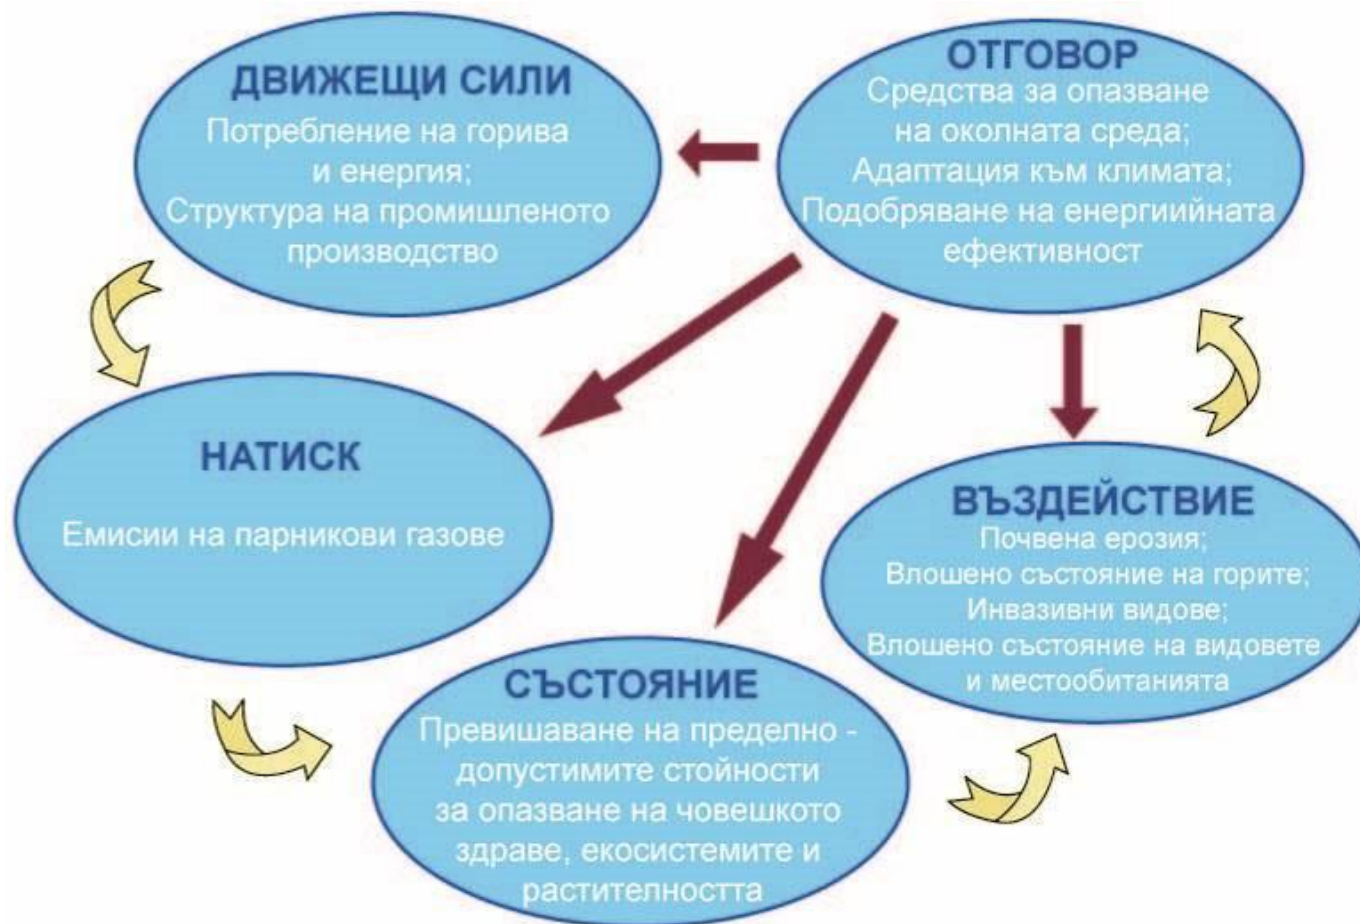 ДВИЖЕЩИ СИЛИ
Потребление на горива
и енергия;
Структура на промишленото
производство
ОТГОВОР
Средства за опазване
на околната среда;
Адаптация към климата;
Подобряване на енергиийната
ефективност
НАТИСК
Емисии на парникови газове
ВЪЗДЕЙСТВИЕ
Почвена ерозия;
Влошено състояние на горите;
Инвазивни видове;
Влошено състояние на видовете
и местообитанията
СЪСТОЯНИЕ
Превишаване на пределно -
допустимите стойности
за опазване на човешкото
здраве, екосистемите и
растителността